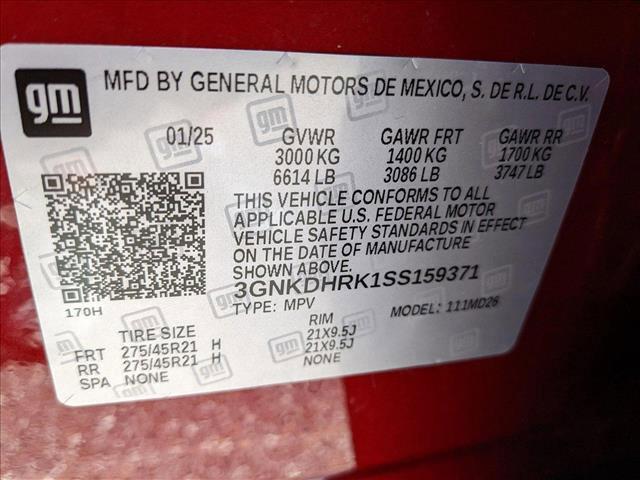 gm
MFD BY GENERAL MOTORS DE MEXICO, S. DE R.L. DE C.V.
01/25 GVWR GAWR FRT GAWR RR
3000 KG 1400 KG 1700 KG
6614 LB 3086 LB 3747 LB
THIS VEHICLE CONFORMS TO ALL
APPLICABLE U.S. FEDERAL MOTOR
VEHICLE SAFETY STANDARDS IN EFFECT
ON THE DATE OF MANUFACTURE
SHOWN ABOVE.
3GNKDHRK1SS159371
170H
TYPE: MPV MODEL: 111MD26
TIRE SIZE RIM
FRT 275/45R21 H 21X9.5J
RR 275/45R21 H 21X9.5J
SPA NONE NONE